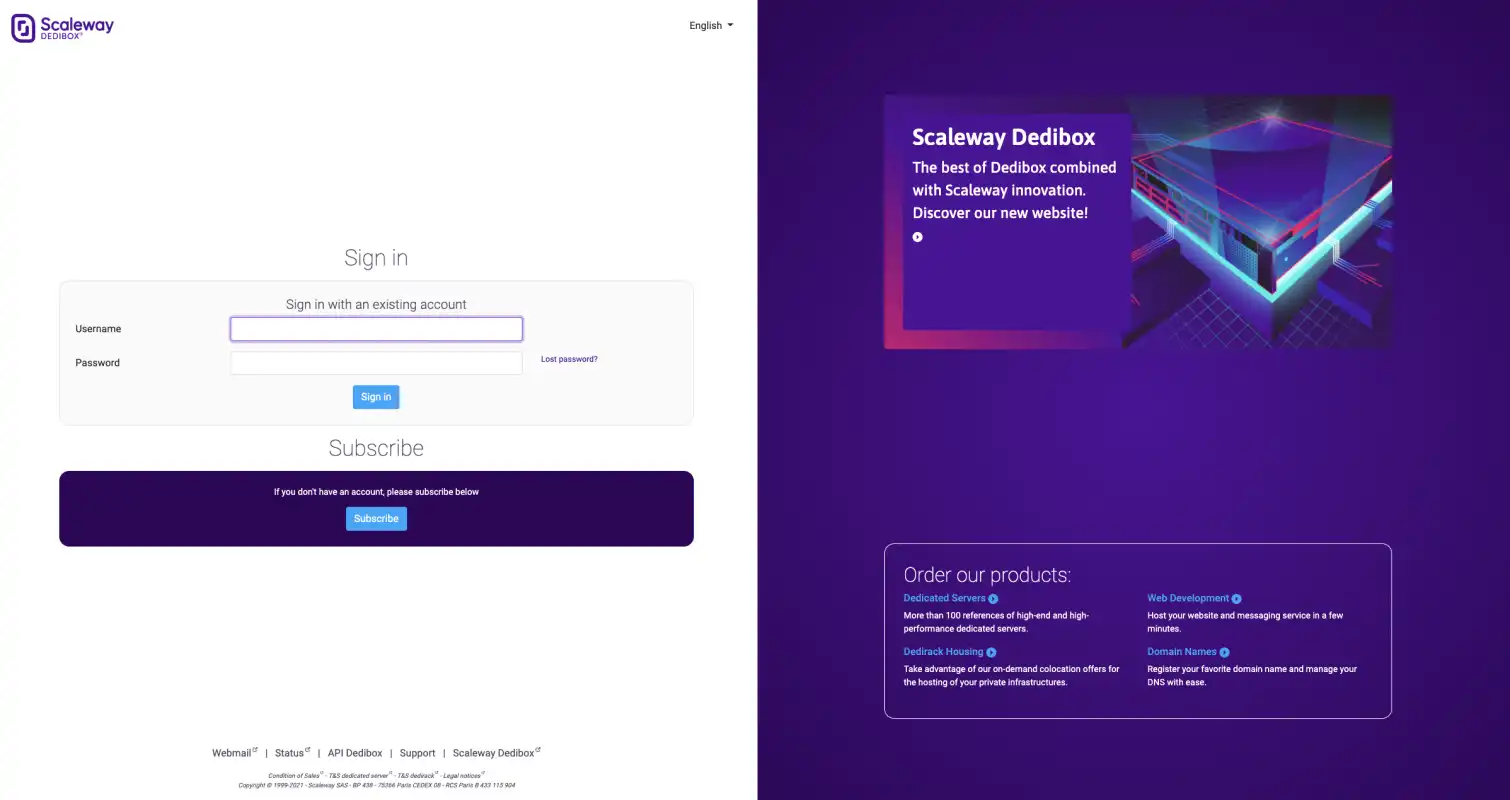 Scaleway
DEDIBOX®
English
Sign in
Sign in with an existing account
Username
Password
Lost password?
Sign in
Subscribe
If you don't have an account, please subscribe below
Subscribe
Webmail | Status | API Dedibox | Support | Scaleway Dedibox
Condition of Sales - T&S dedicated server - T&S dedirack - Legal notices
Copyright © 1999-2021 - Scaleway SAS - BP 438 - 75366 Paris CEDEX 08 - RCS Paris B 433 115 904
Scaleway Dedibox
The best of Dedibox combined
with Scaleway innovation.
Discover our new website!
Order our products:
Dedicated Servers
More than 100 references of high-end and high-
performance dedicated servers.
Web Development
Host your website and messaging service in a few
minutes.
Dedirack Housing
Take advantage of our on-demand colocation offers for
the hosting of your private infrastructures.
Domain Names
Register your favorite domain name and manage your
DNS with ease.